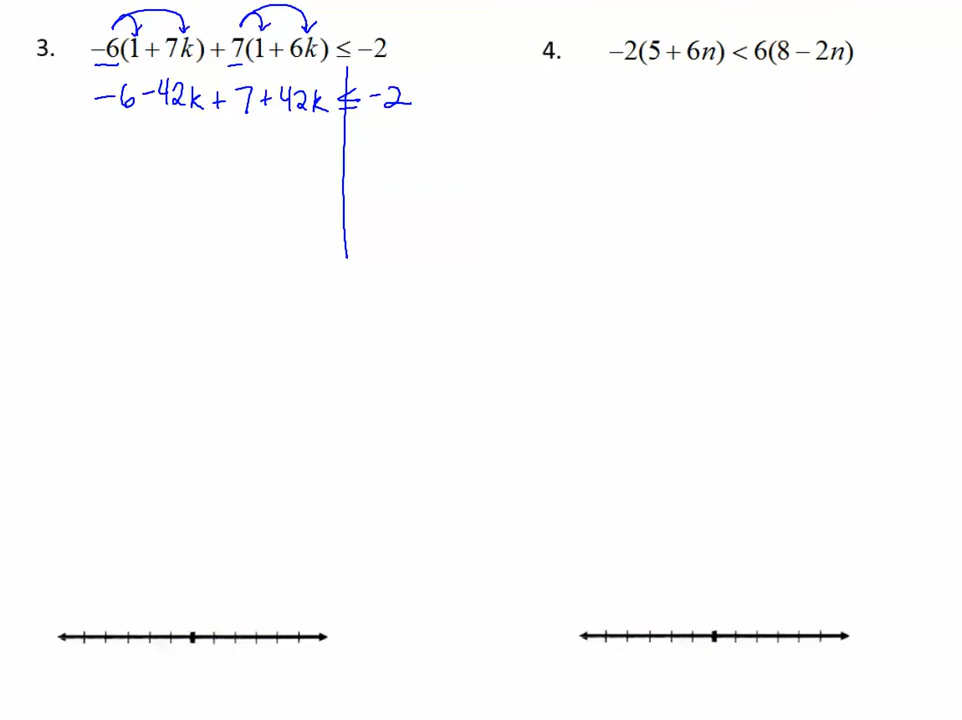 3. −6(1 + 7k) + 7(1 + 6k) ≤ −2
-6 -42k + 7 + 42k ≤ -2
4. −2(5 + 6n) < 6(8 − 2n)